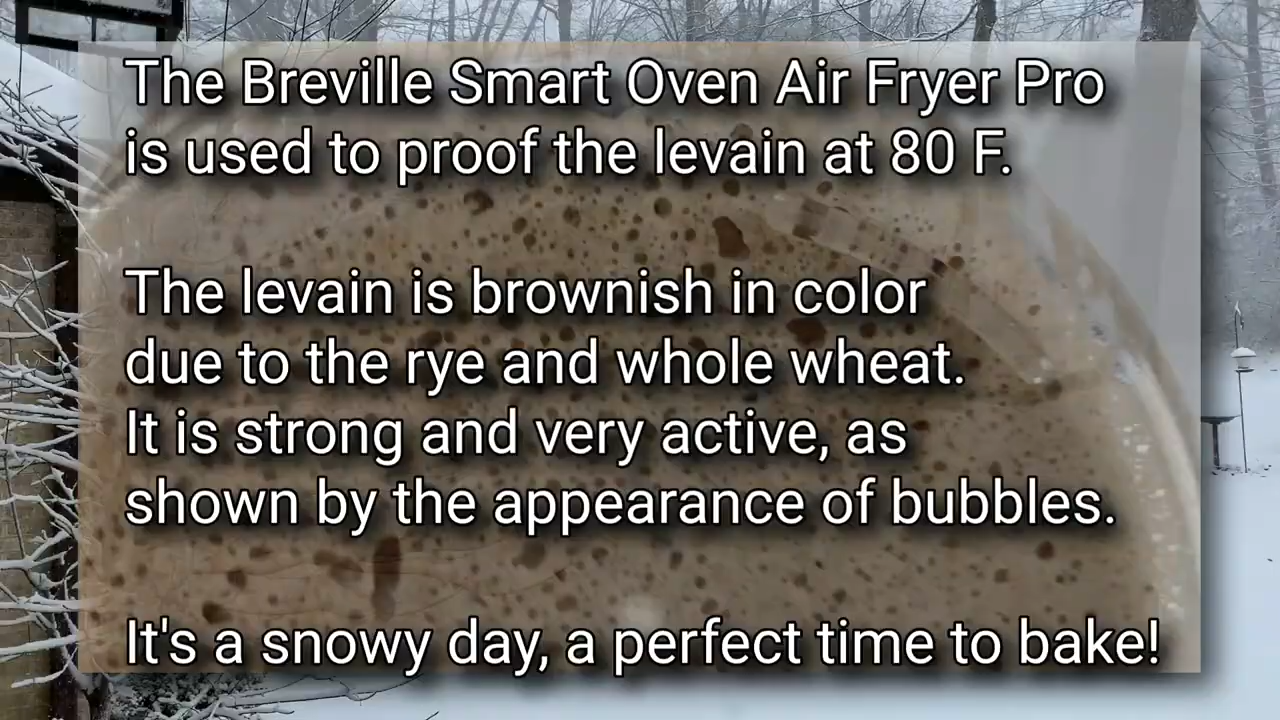 The Breville Smart Oven Air Fryer Pro
is used to proof the levain at 80 F.
The levain is brownish in color
due to the rye and whole wheat.
It is strong and very active, as
shown by the appearance of bubbles.
It's a snowy day, a perfect time to bake!